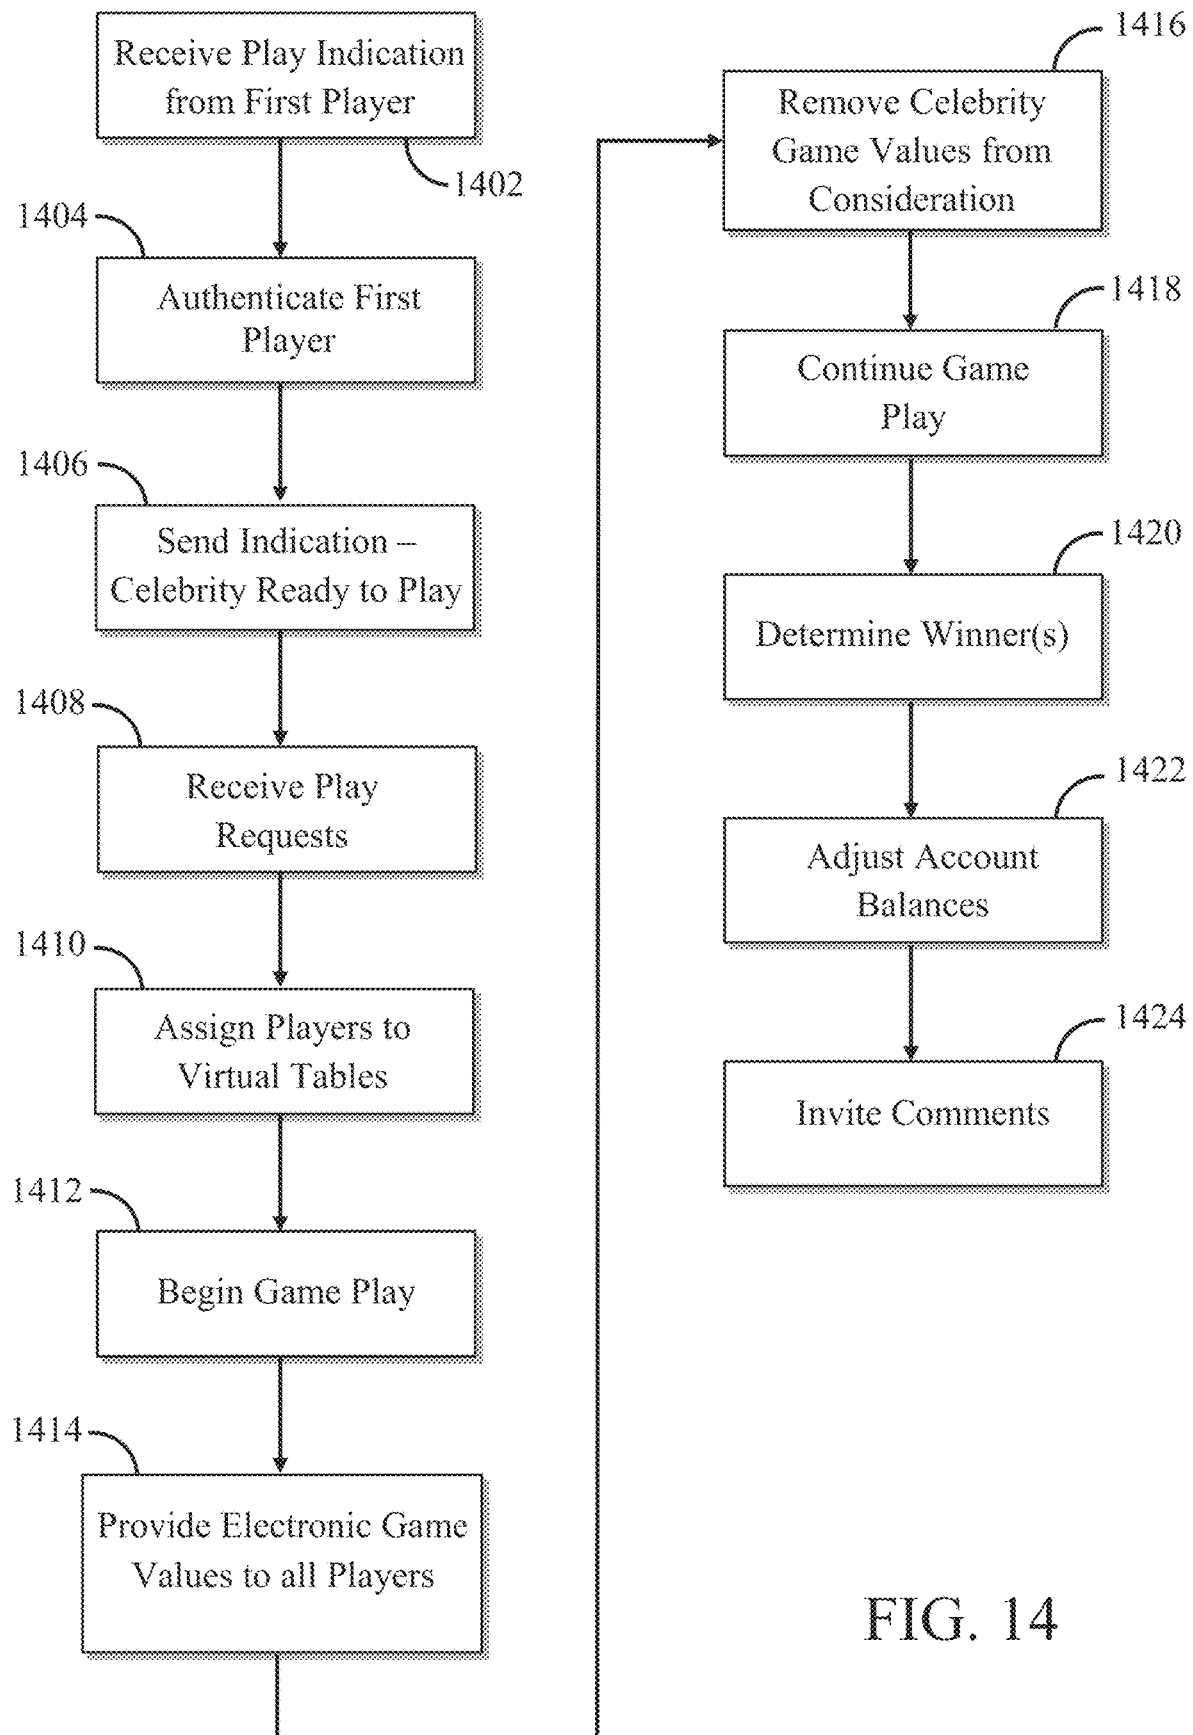 Receive Play Indication
from First Player
1402
1404
Authenticate First
Player
1406
Send Indication –
Celebrity Ready to Play
1408
Receive Play
Requests
1410
Assign Players to
Virtual Tables
1412
Begin Game Play
1414
Provide Electronic Game
Values to all Players
1416
Remove Celebrity
Game Values from
Consideration
1418
Continue Game
Play
1420
Determine Winner(s)
1422
Adjust Account
Balances
1424
Invite Comments
FIG. 14